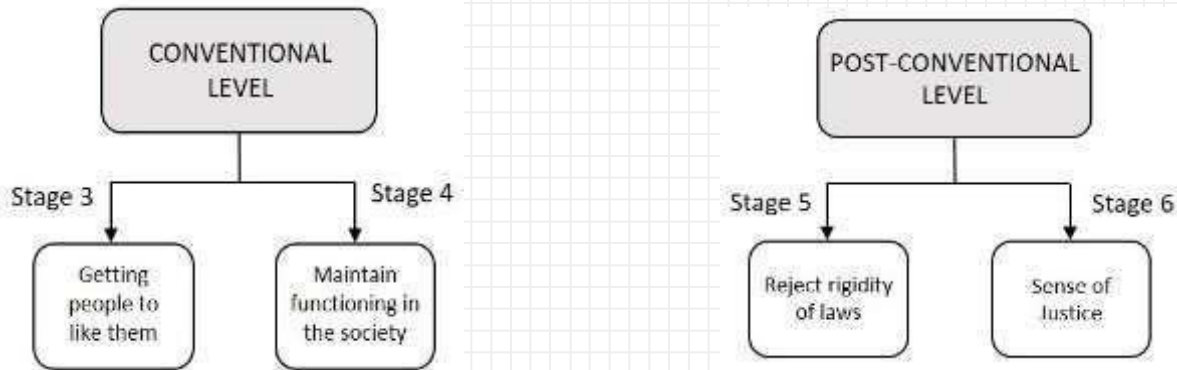 CONVENTIONAL
LEVEL
Stage 3
Stage 4
Getting
people to
like them
Maintain
functioning in
the society
POST-CONVENTIONAL
LEVEL
Stage 5
Stage 6
Reject rigidity
of laws
Sense of
Justice